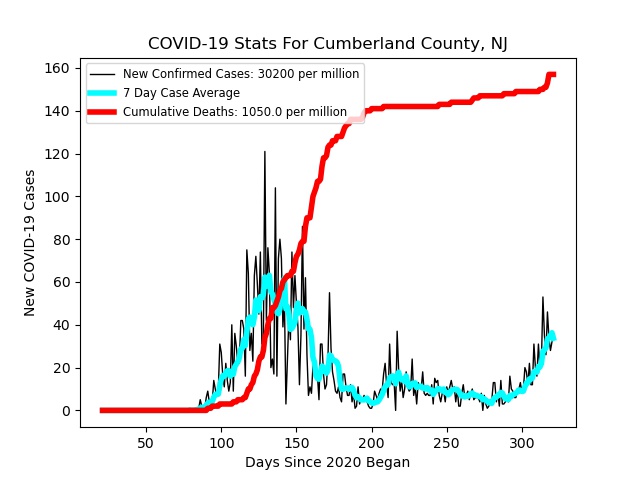 COVID-19 Stats For Cumberland County, NJ
New Confirmed Cases: 30200 per million
7 Day Case Average
Cumulative Deaths: 1050.0 per million
New COVID-19 Cases
160
140
120
100
80
60
40
20
0
50 100 150 200 250 300
Days Since 2020 Began